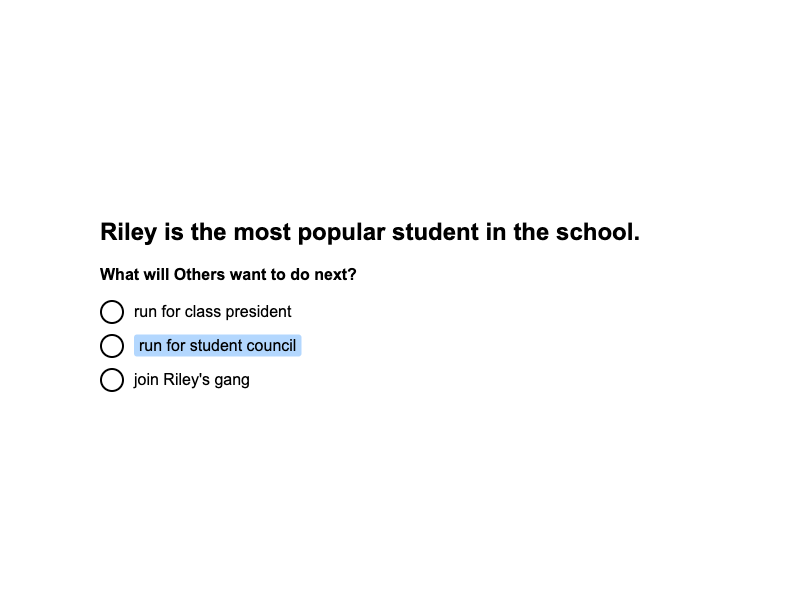 Riley is the most popular student in the school.
What will Others want to do next?
run for class president
run for student council
join Riley's gang